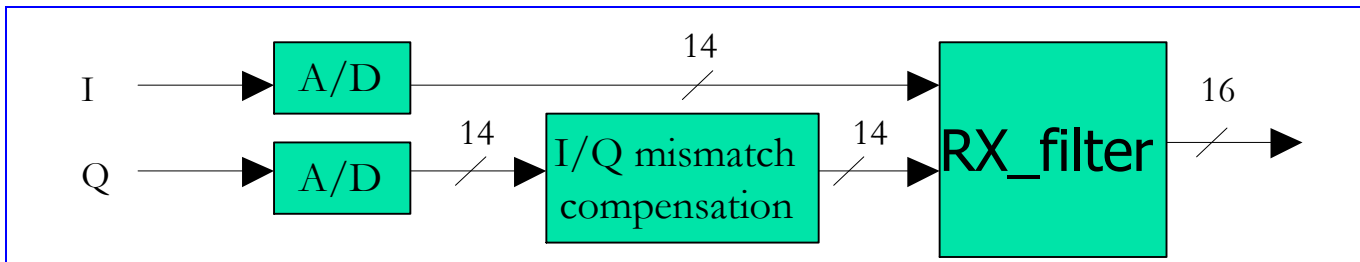 I
A/D
14
Q
A/D
14
I/Q mismatch
compensation
14
RX_filter
16